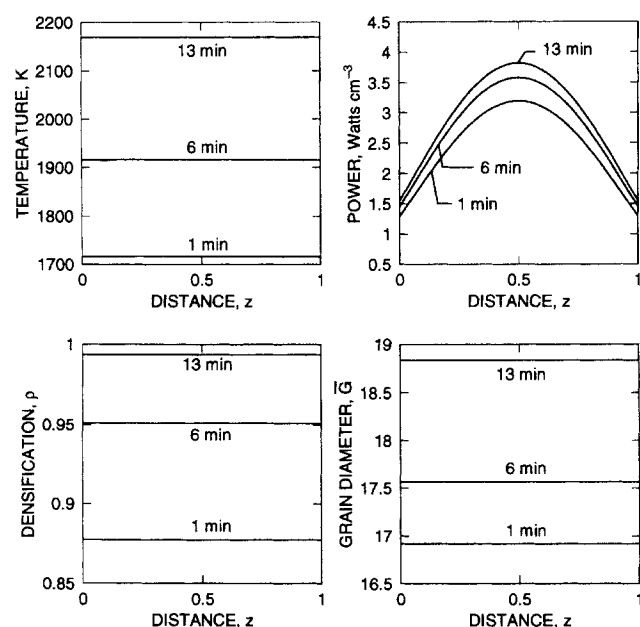 TEMPERATURE, K
2200
2100
2000
1900
1800
1700
13 min
6 min
1 min
0
0.5
1
DISTANCE, z
POWER, Watts cm⁻³
4.5
4
3.5
3
2.5
2
1.5
1
0.5
13 min
6 min
1 min
0
0.5
1
DISTANCE, z
DENSIFICATION, ρ
1
0.95
0.9
0.85
13 min
6 min
1 min
0
0.5
1
DISTANCE, z
GRAIN DIAMETER, G̅
19
18.5
18
17.5
17
16.5
13 min
6 min
1 min
0
0.5
1
DISTANCE, z